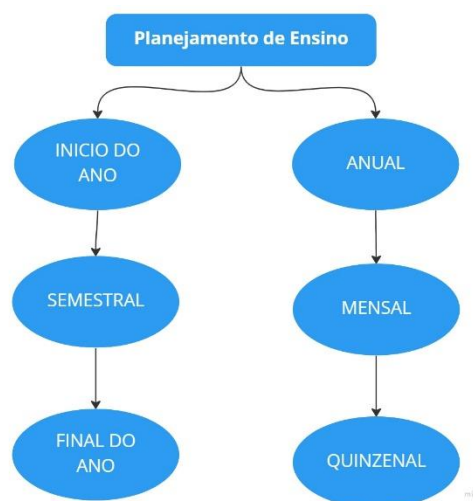 Planejamento de Ensino
INICIO DO
ANO
ANUAL
SEMESTRAL
MENSAL
FINAL DO
ANO
QUINZENAL